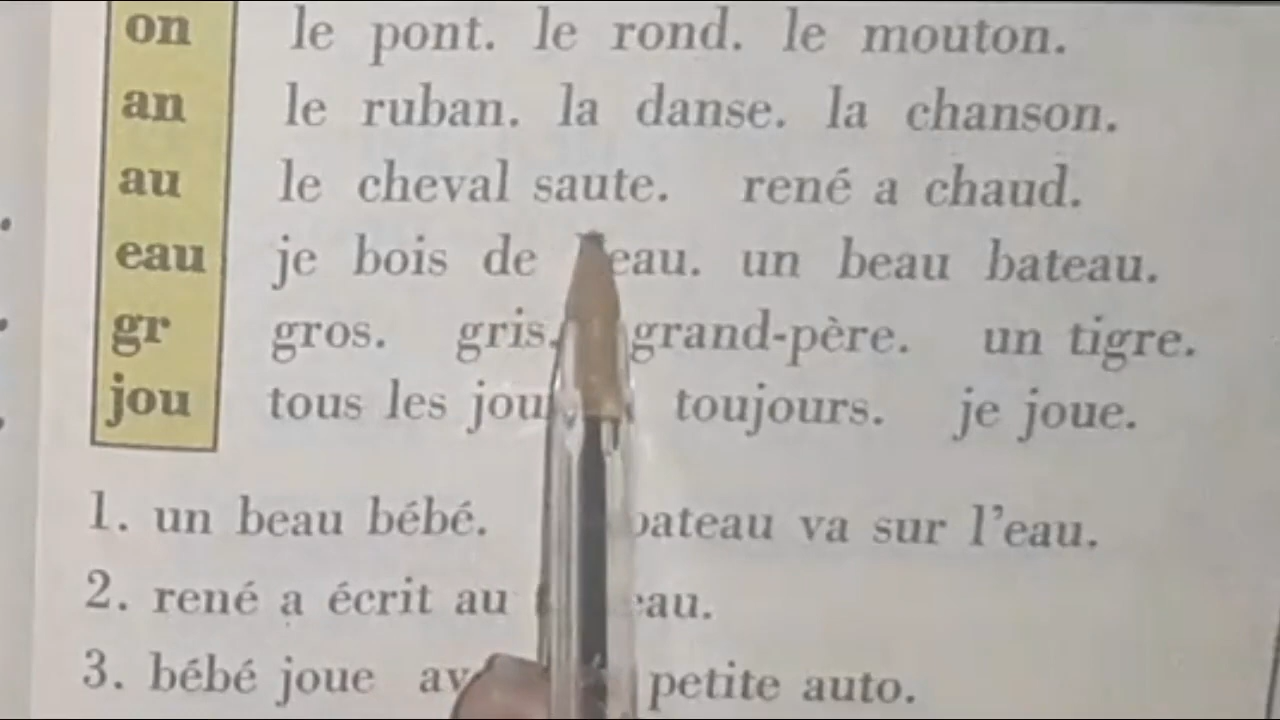 on le pont. le rond. le mouton.
an le ruban. la danse. la chanson.
au le cheval saute. rené a chaud.
eau je bois de eau. un beau bateau.
gr gros. gris. grand-père. un tigre.
jou tous les jou toujours. je joue.
1. un beau bébé. bateau va sur l'eau.
2. rené a écrit au eau.
3. bébé joue av petite auto.